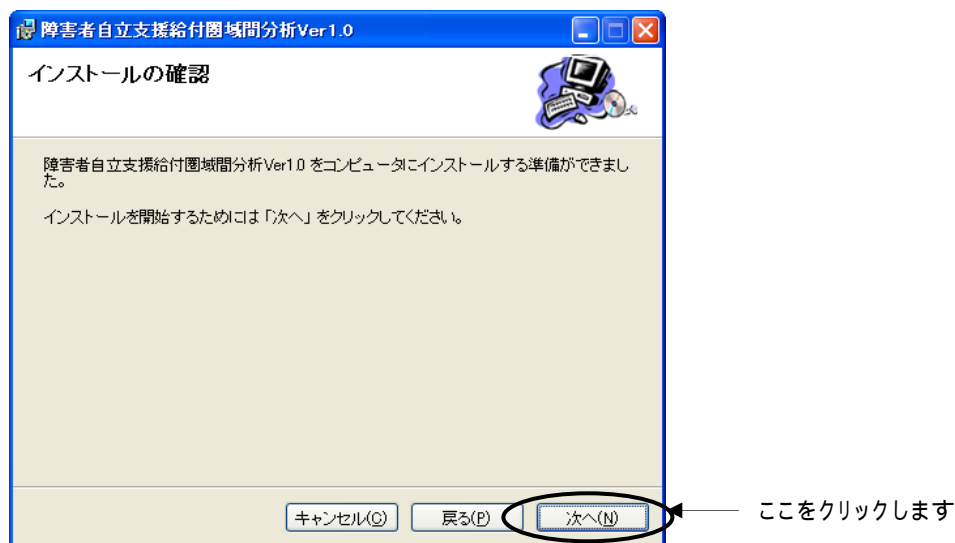 障害者自立支援給付圏域間分析Ver1.0
インストールの確認
障害者自立支援給付圏域間分析Ver1.0 をコンピュータにインストールする準備ができまし
た。
インストールを開始するためには「次へ」をクリックしてください。
キャンセル(C) 戻る(P) 次へ(N)
ここをクリックします